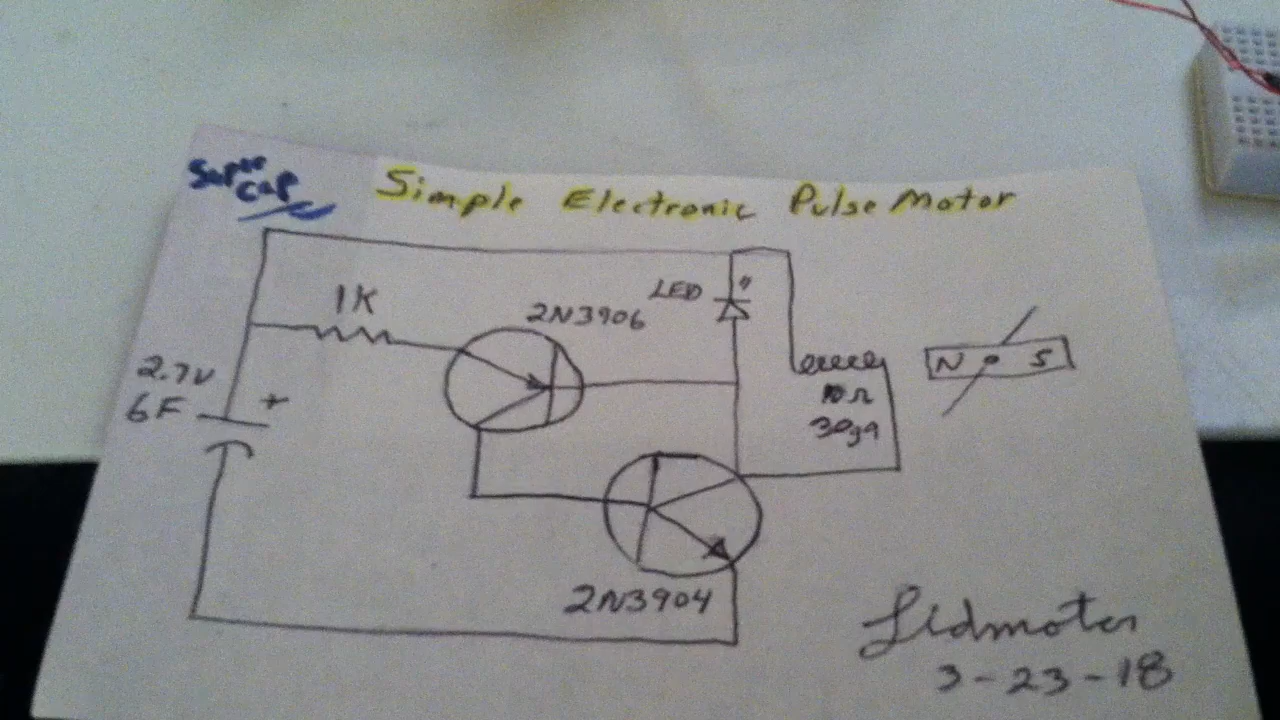 Super
Cap
Simple Electronic Pulse Motor
1K
2N3906
LED
2.7V
6F
+
N S
10Ω
30ga
2N3904
Lidmotor
3-23-18